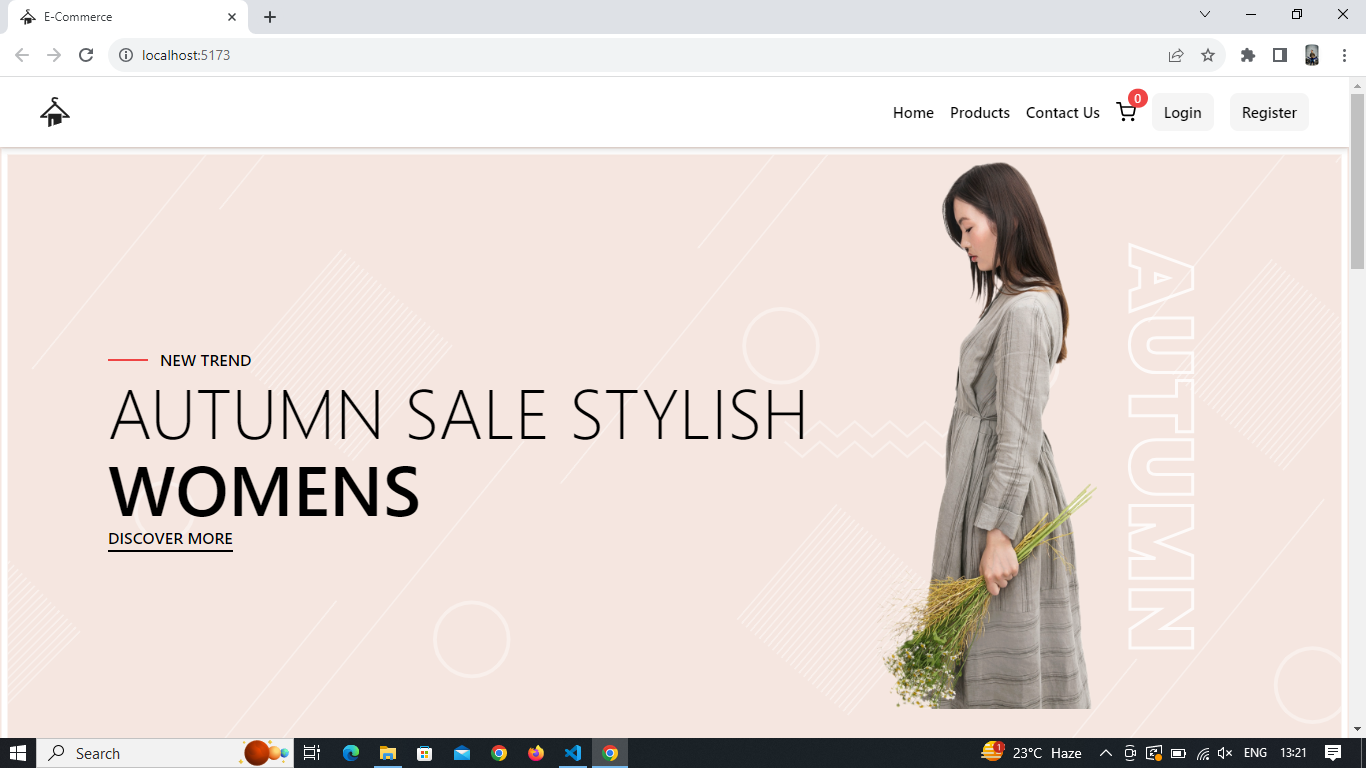 E-Commerce
localhost:5173
Home Products Contact Us 0 Login Register
NEW TREND
AUTUMN SALE STYLISH
WOMENS
DISCOVER MORE
AUTUMN
Search
1
23°C Haze
ENG
13:21